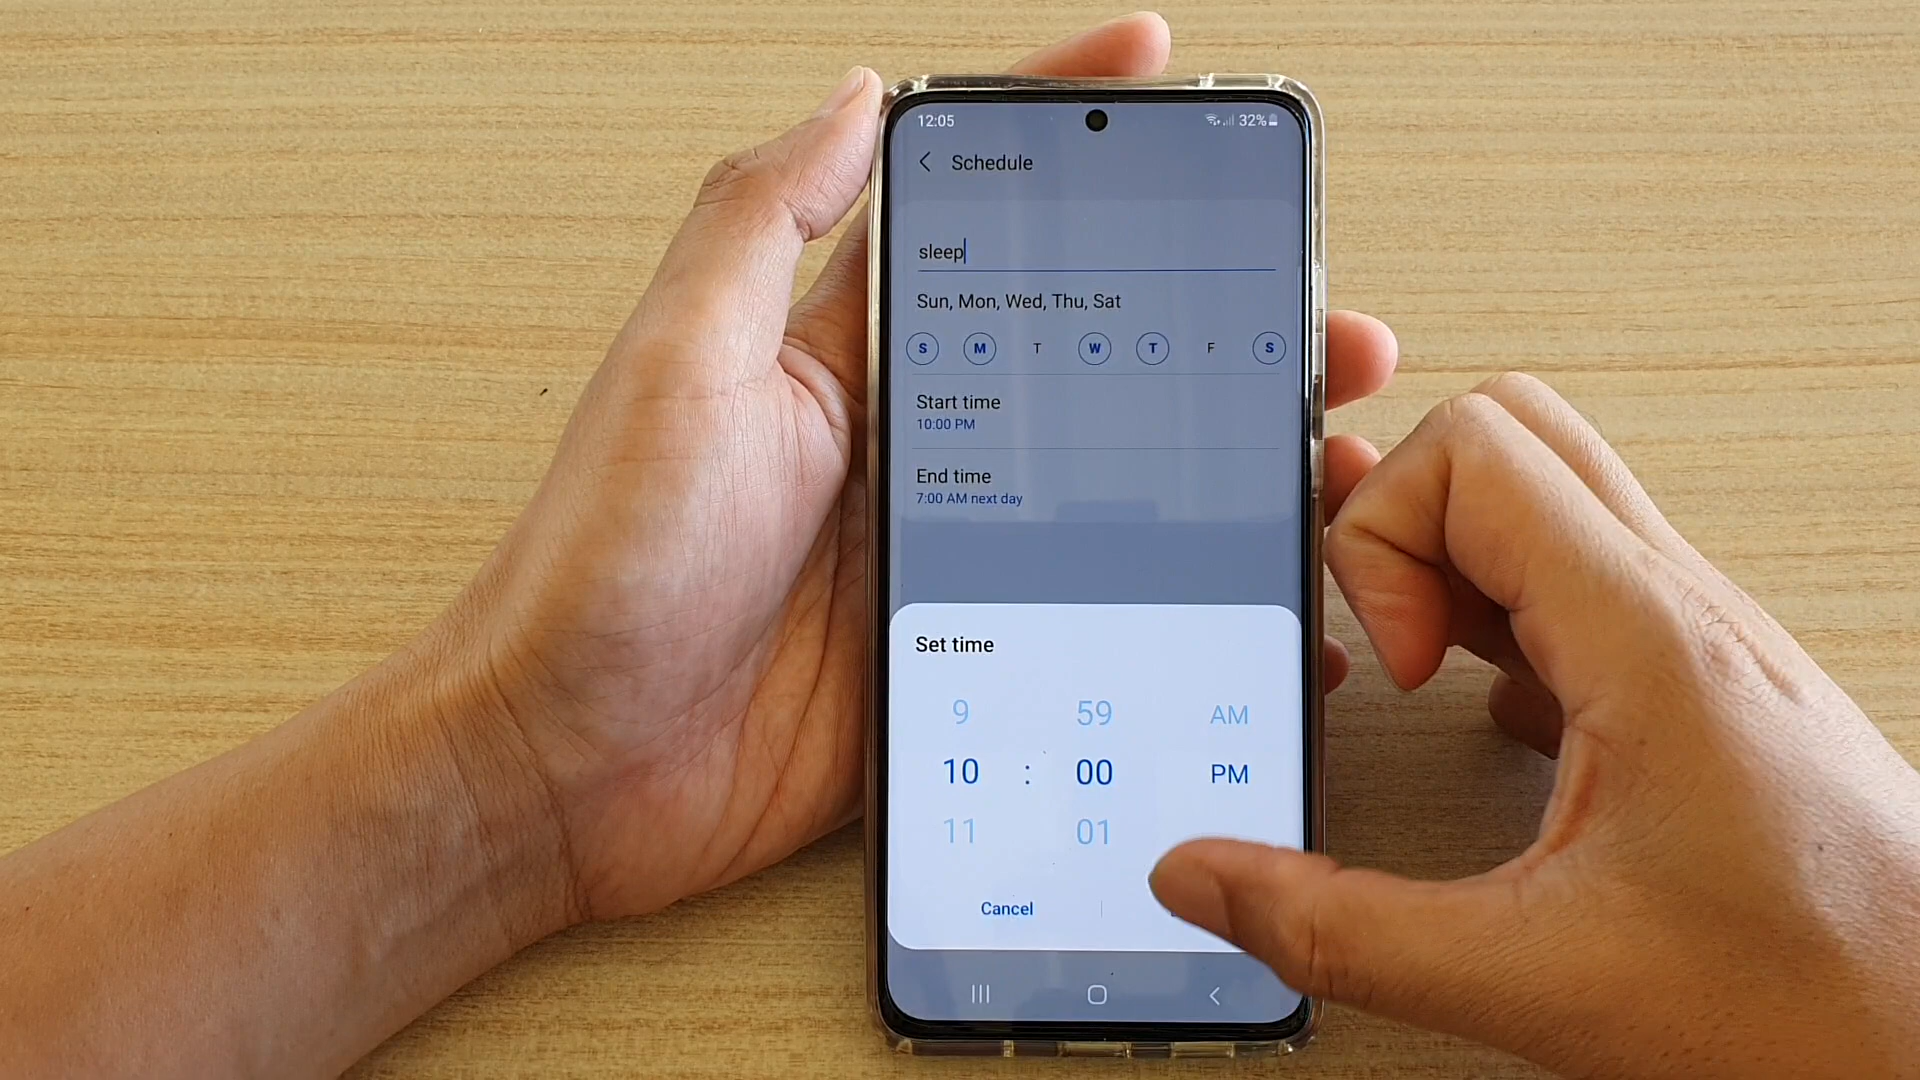 12:05 32%
Schedule
sleep
Sun, Mon, Wed, Thu, Sat
S M T W T F S
Start time
10:00 PM
End time
7:00 AM next day
Set time
9 59 AM
10 : 00 PM
11 01
Cancel